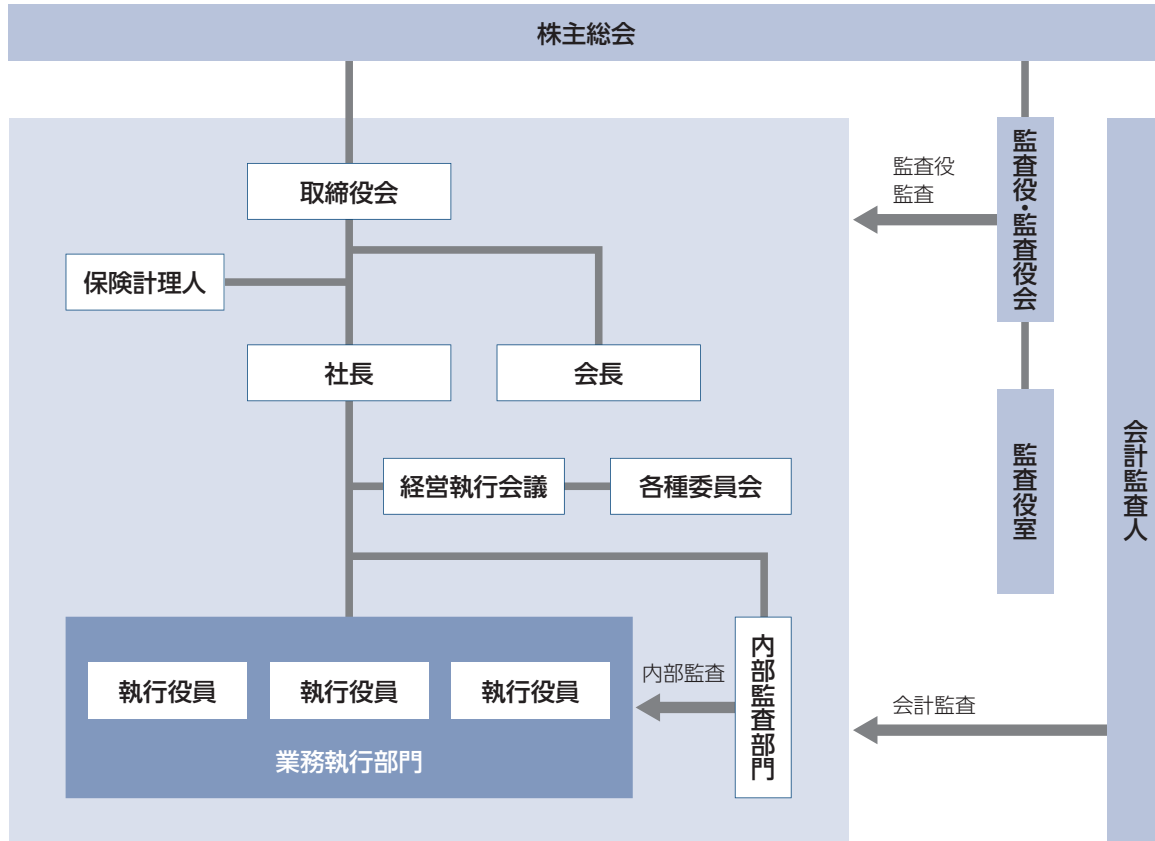 株主総会
取締役会
保険計理人
社長
会長
経営執行会議
各種委員会
執行役員
執行役員
執行役員
業務執行部門
内部監査
内部監査部門
監査役
監査
監査役・監査役会
監査役室
会計監査
会計監査人